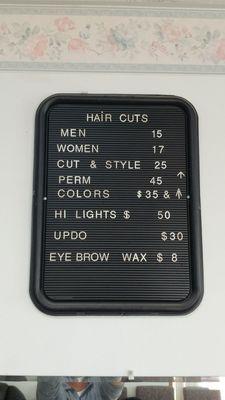 HAIR CUTS
MEN 15
WOMEN 17
CUT & STYLE 25
PERM 45 ↑
COLORS $35 & ↑
HI LIGHTS $ 50
UPDO $30
EYE BROW WAX $ 8